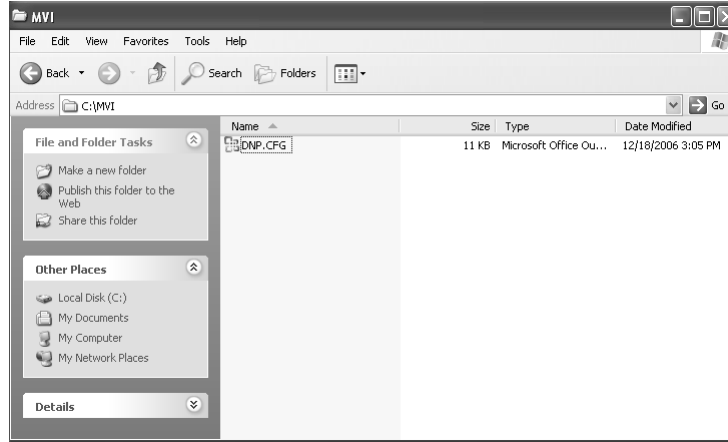 MVI
File Edit View Favorites Tools Help
Back Search Folders
Address C:\MVI Go
Name Size Type Date Modified
DNP.CFG 11 KB Microsoft Office Ou... 12/18/2006 3:05 PM
File and Folder Tasks
Make a new folder
Publish this folder to the
Web
Share this folder
Other Places
Local Disk (C:)
My Documents
My Computer
My Network Places
Details